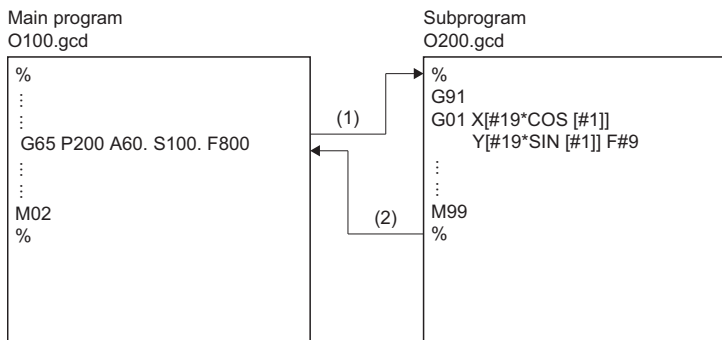 Main program
O100.gcd
%
⋮
⋮
G65 P200 A60. S100. F800
⋮
⋮
M02
%
(1)
(2)
Subprogram
O200.gcd
%
G91
G01 X[#19*COS [#1]]
Y[#19*SIN [#1]] F#9
⋮
⋮
M99
%